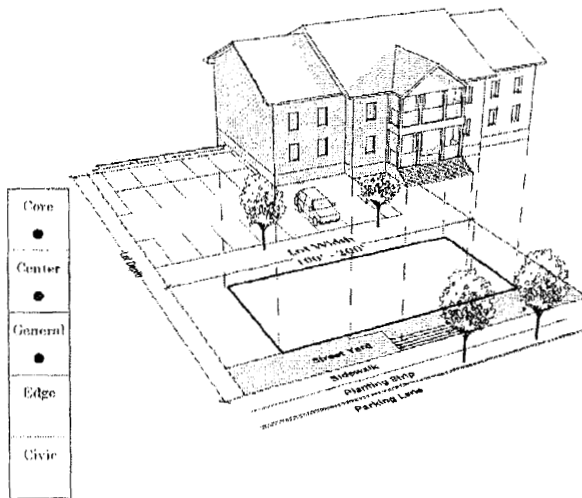 Core
Center
General
Edge
Civic
Lot Depth
Lot Width
100' - 200'
Street Yard
Sidewalk
Planting Strip
Parking Lane